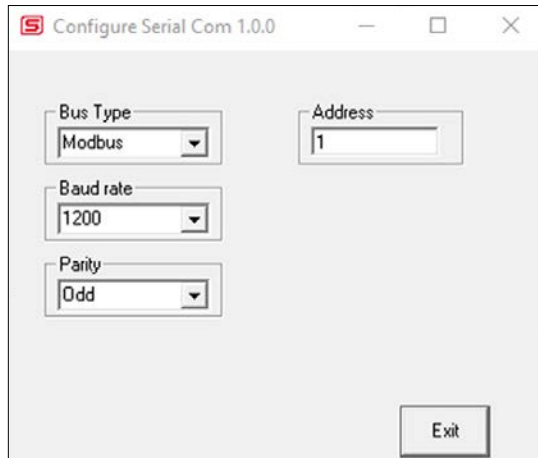 Configure Serial Com 1.0.0
Bus Type
Modbus
Address
1
Baud rate
1200
Parity
Odd
Exit